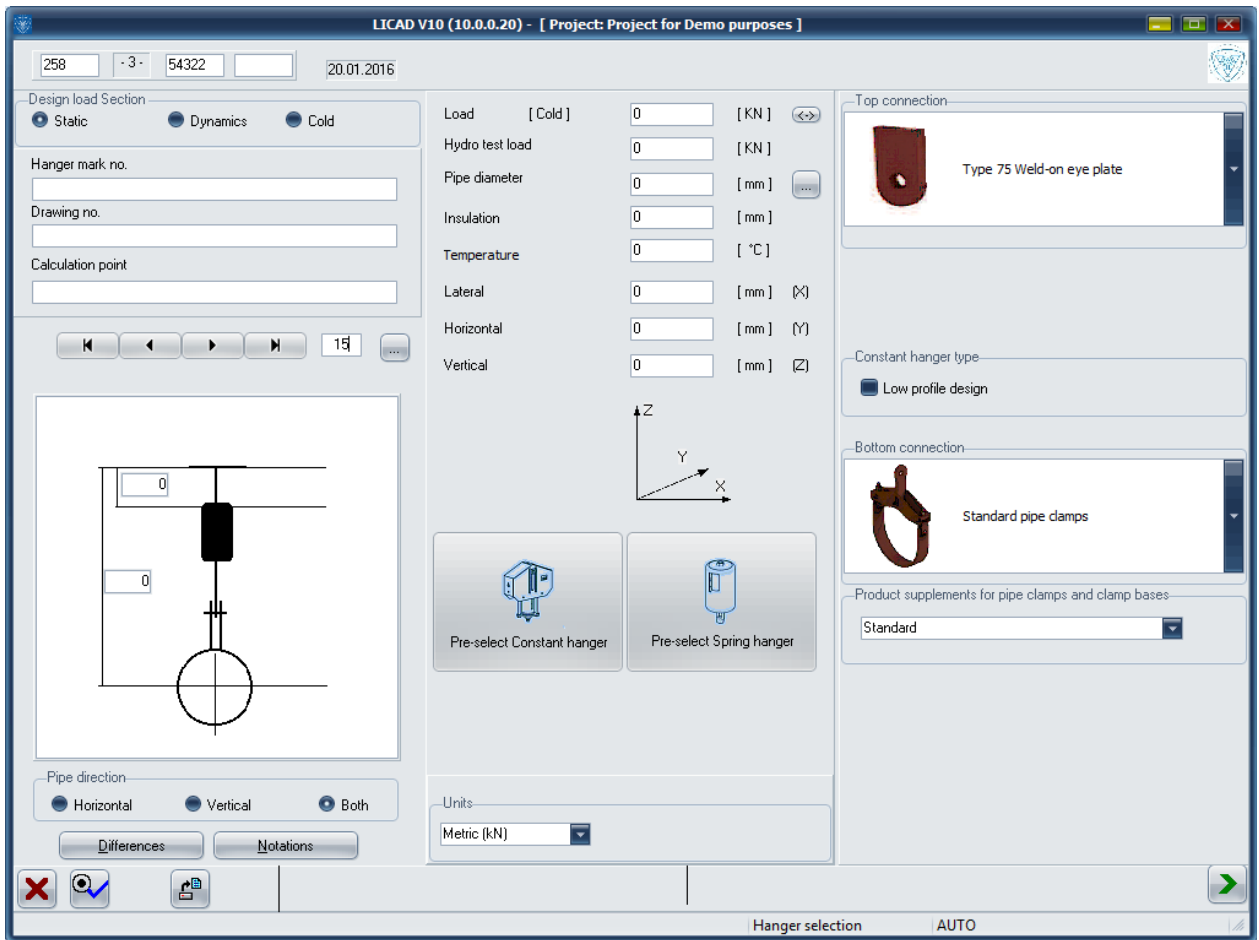 LICAD V10 (10.0.0.20) - [ Project: Project for Demo purposes ]
258 - 3 - 54322 20.01.2016
Design load Section
Static Dynamics Cold
Hanger mark no.
Drawing no.
Calculation point
15 ...
0
0
Pipe direction
Horizontal Vertical Both
Differences Notations
Load [ Cold ] 0 [ KN ] <->
Hydro test load 0 [ KN ]
Pipe diameter 0 [ mm ] ...
Insulation 0 [ mm ]
Temperature 0 [ °C ]
Lateral 0 [ mm ] (X)
Horizontal 0 [ mm ] (Y)
Vertical 0 [ mm ] (Z)
Z
Y
X
Pre-select Constant hanger Pre-select Spring hanger
Units
Metric (kN)
Top connection
Type 75 Weld-on eye plate
Constant hanger type
Low profile design
Bottom connection
Standard pipe clamps
Product supplements for pipe clamps and clamp bases
Standard
Hanger selection AUTO